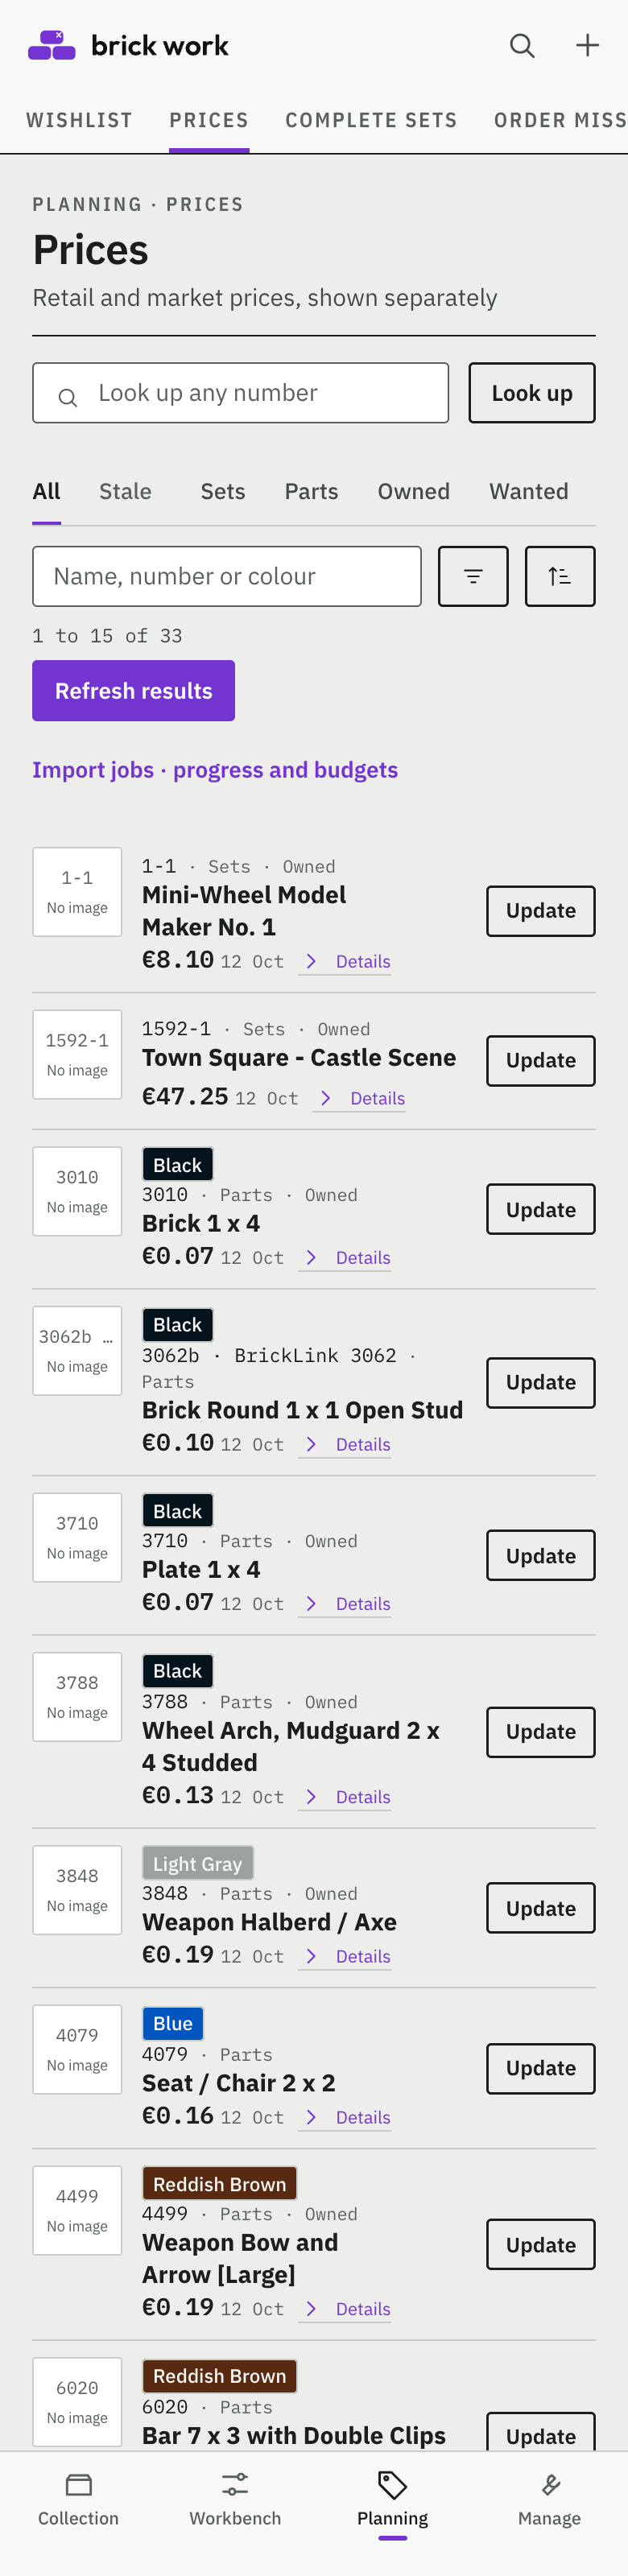 brick work
WISHLIST PRICES COMPLETE SETS ORDER MISS
PLANNING · PRICES
Prices
Retail and market prices, shown separately
Look up any number Look up
All Stale Sets Parts Owned Wanted
Name, number or colour
1 to 15 of 33
Refresh results
Import jobs · progress and budgets
1-1
No image
1-1 · Sets · Owned
Mini-Wheel Model
Maker No. 1
€8.10 12 Oct Details
Update
1592-1
No image
1592-1 · Sets · Owned
Town Square - Castle Scene
€47.25 12 Oct Details
Update
3010
No image
Black
3010 · Parts · Owned
Brick 1 x 4
€0.07 12 Oct Details
Update
3062b …
No image
Black
3062b · BrickLink 3062 ·
Parts
Brick Round 1 x 1 Open Stud
€0.10 12 Oct Details
Update
3710
No image
Black
3710 · Parts · Owned
Plate 1 x 4
€0.07 12 Oct Details
Update
3788
No image
Black
3788 · Parts · Owned
Wheel Arch, Mudguard 2 x
4 Studded
€0.13 12 Oct Details
Update
3848
No image
Light Gray
3848 · Parts · Owned
Weapon Halberd / Axe
€0.19 12 Oct Details
Update
4079
No image
Blue
4079 · Parts
Seat / Chair 2 x 2
€0.16 12 Oct Details
Update
4499
No image
Reddish Brown
4499 · Parts · Owned
Weapon Bow and
Arrow [Large]
€0.19 12 Oct Details
Update
6020
No image
Reddish Brown
6020 · Parts
Bar 7 x 3 with Double Clips
Update
Collection Workbench Planning Manage